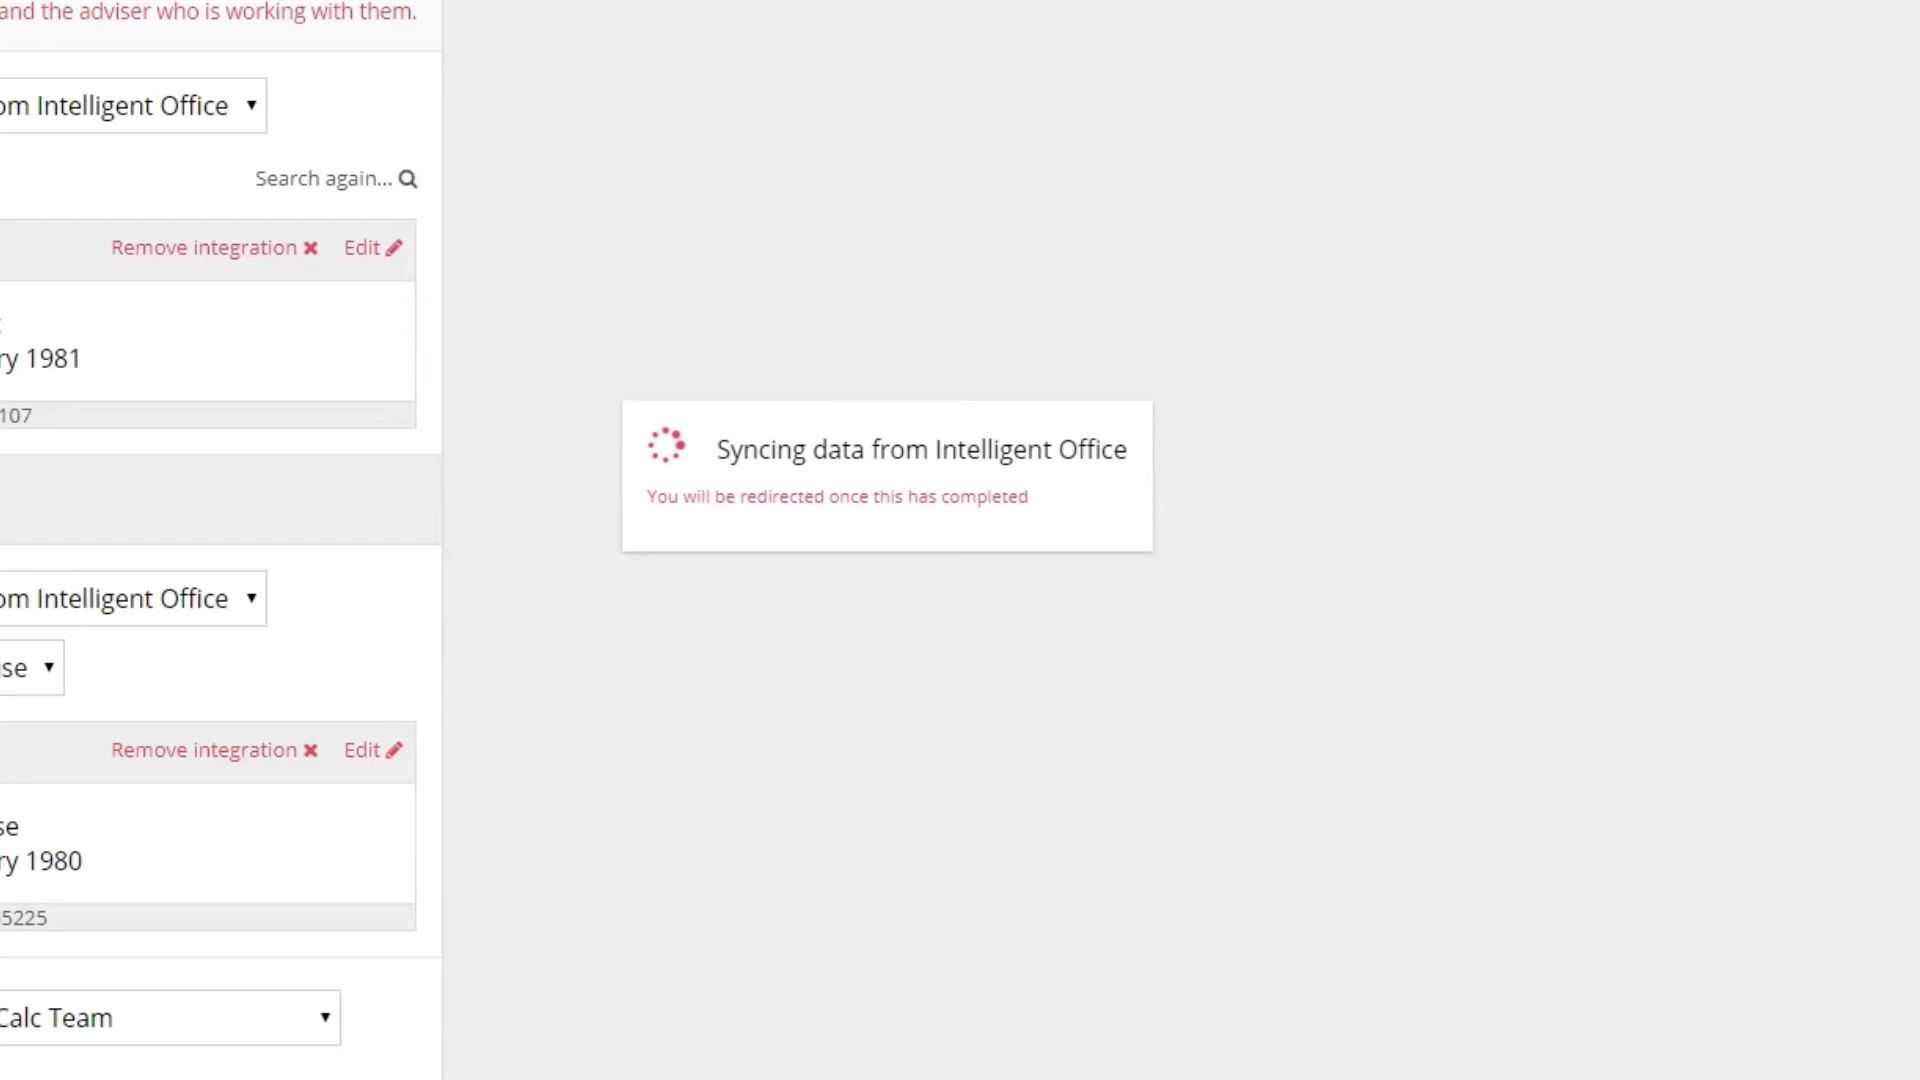 and the adviser who is working with them.
om Intelligent Office
Search again...
Remove integration Edit
ry 1981
107
Syncing data from Intelligent Office
You will be redirected once this has completed
om Intelligent Office
se
Remove integration Edit
se
ry 1980
5225
Calc Team